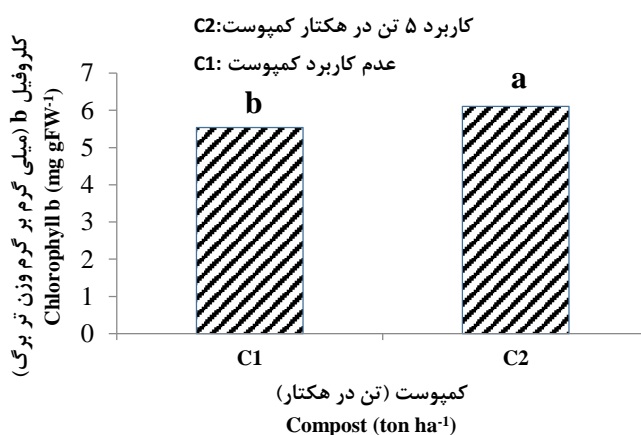 C2:کاربرد ۵ تن در هکتار کمپوست
C1: عدم کاربرد کمپوست
کلروفیل b (میلی گرم بر گرم وزن تر برگ)
Chlorophyll b (mg gFW-1)
7
6
5
4
3
2
1
0
b
a
C1
C2
کمپوست (تن در هکتار)
Compost (ton ha-1)